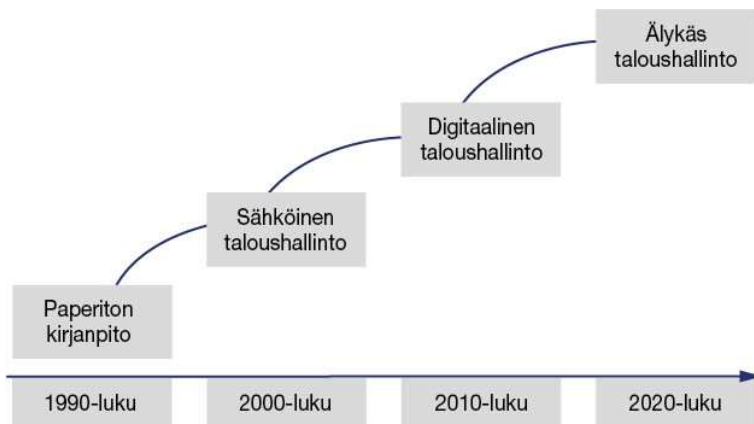 Älykäs
taloushallinto
Digitaalinen
taloushallinto
Sähköinen
taloushallinto
Paperiton
kirjanpito
1990-luku
2000-luku
2010-luku
2020-luku